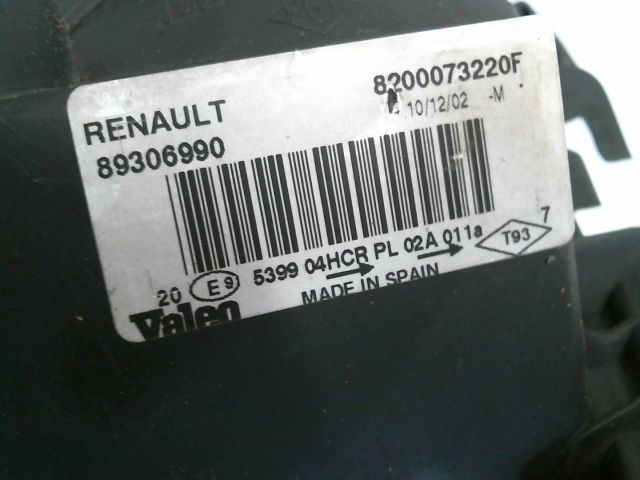 8200073220F
RENAULT
10/12/02 -M
89306990
7
20 E9 5399 04HCR PL 02A 011a T93
MADE IN SPAIN
Valeo